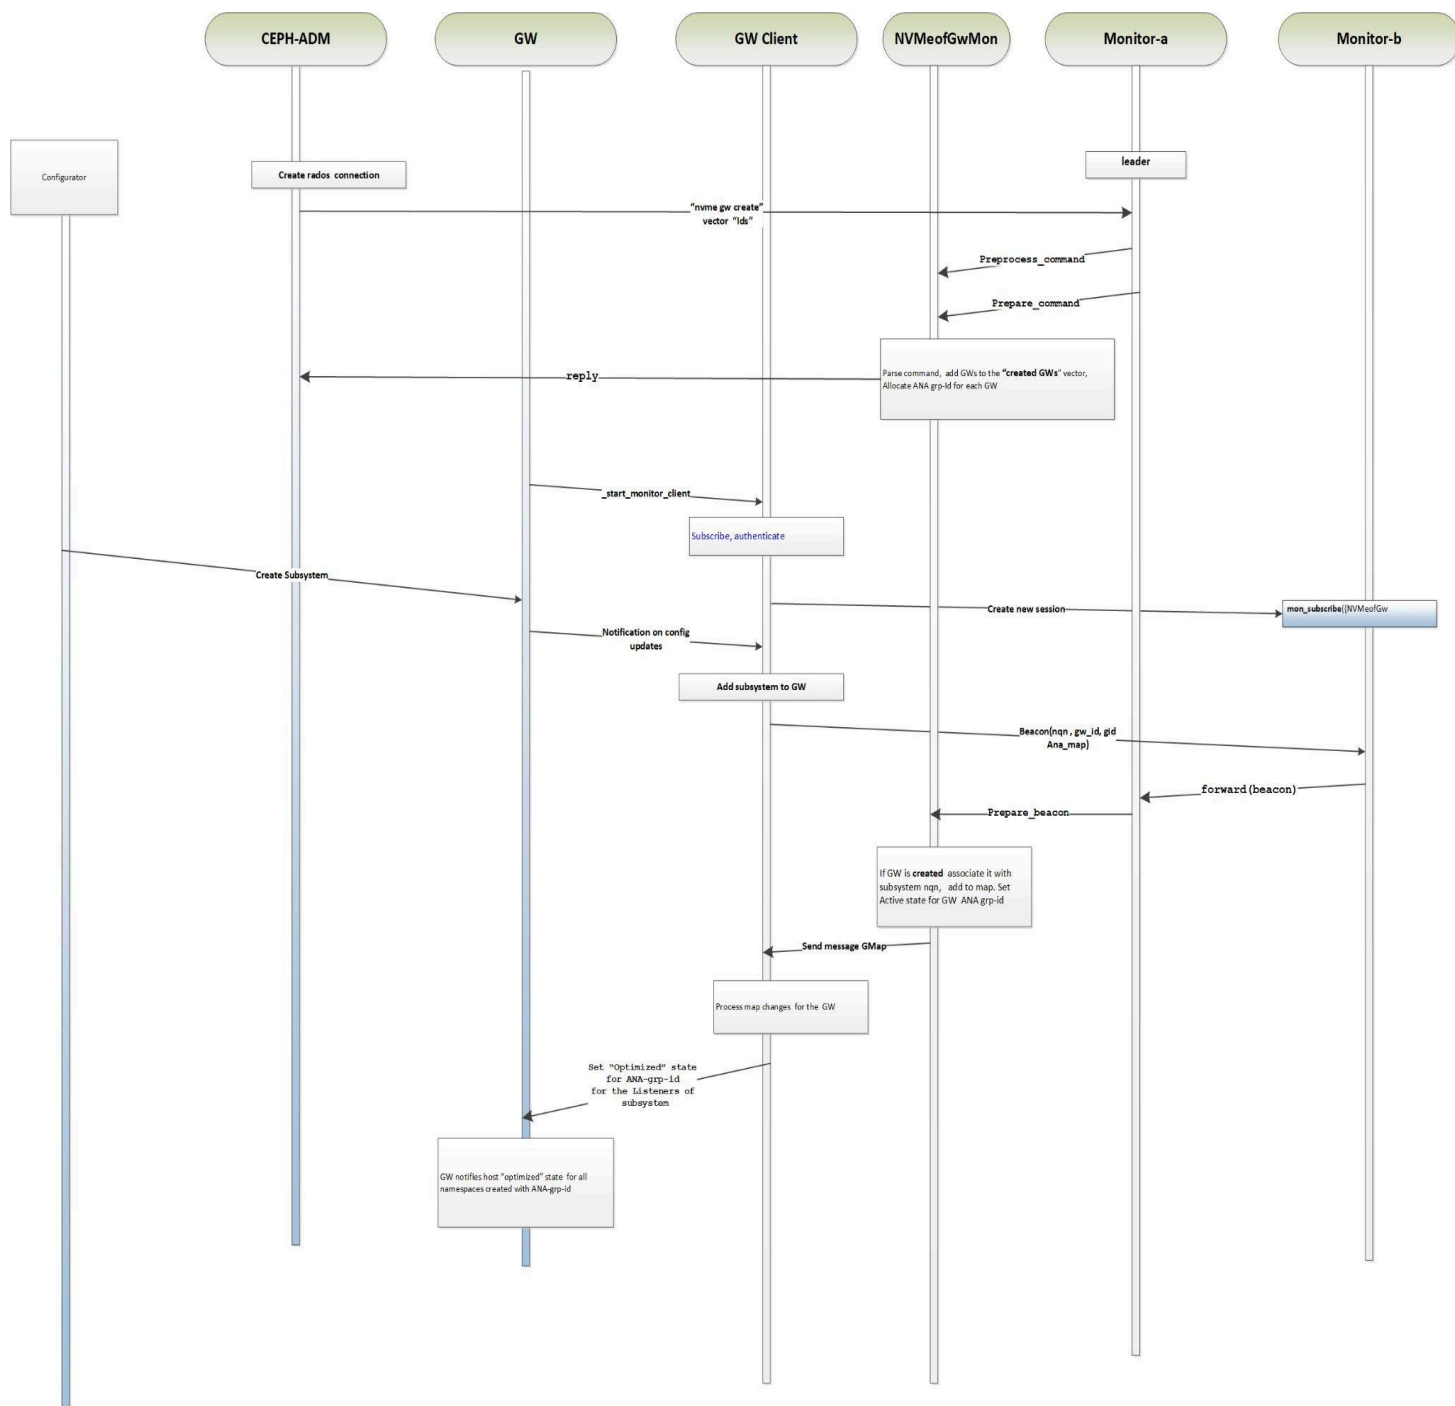 CEPH-ADM
GW
GW Client
NVMeofGwMon
Monitor-a
Monitor-b
Configurator
Create rados connection
leader
“nvme gw create”
vector “Ids”
Preprocess_command
Prepare_command
Parse command, add GWs to the “created GWs” vector,
Allocate ANA grp-Id for each GW
reply
_start_monitor_client
Subscribe, authenticate
Create Subsystem
Create new session
mon_subscribe((NVMeofGw
Notification on config
updates
Add subsystem to GW
Beacon(nqn , gw_id, gid
Ana_map)
forward(beacon)
Prepare_beacon
If GW is created associate it with
subsystem nqn, add to map. Set
Active state for GW ANA grp-id
Send message GMap
Process map changes for the GW
Set “Optimized” state
for ANA-grp-id
for the Listeners of
subsystem
GW notifies host “optimized” state for all
namespaces created with ANA-grp-id